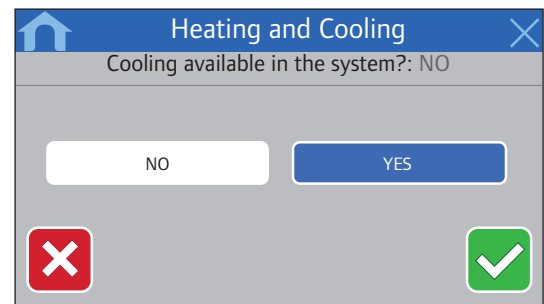 Heating and Cooling
Cooling available in the system?: NO
NO
YES